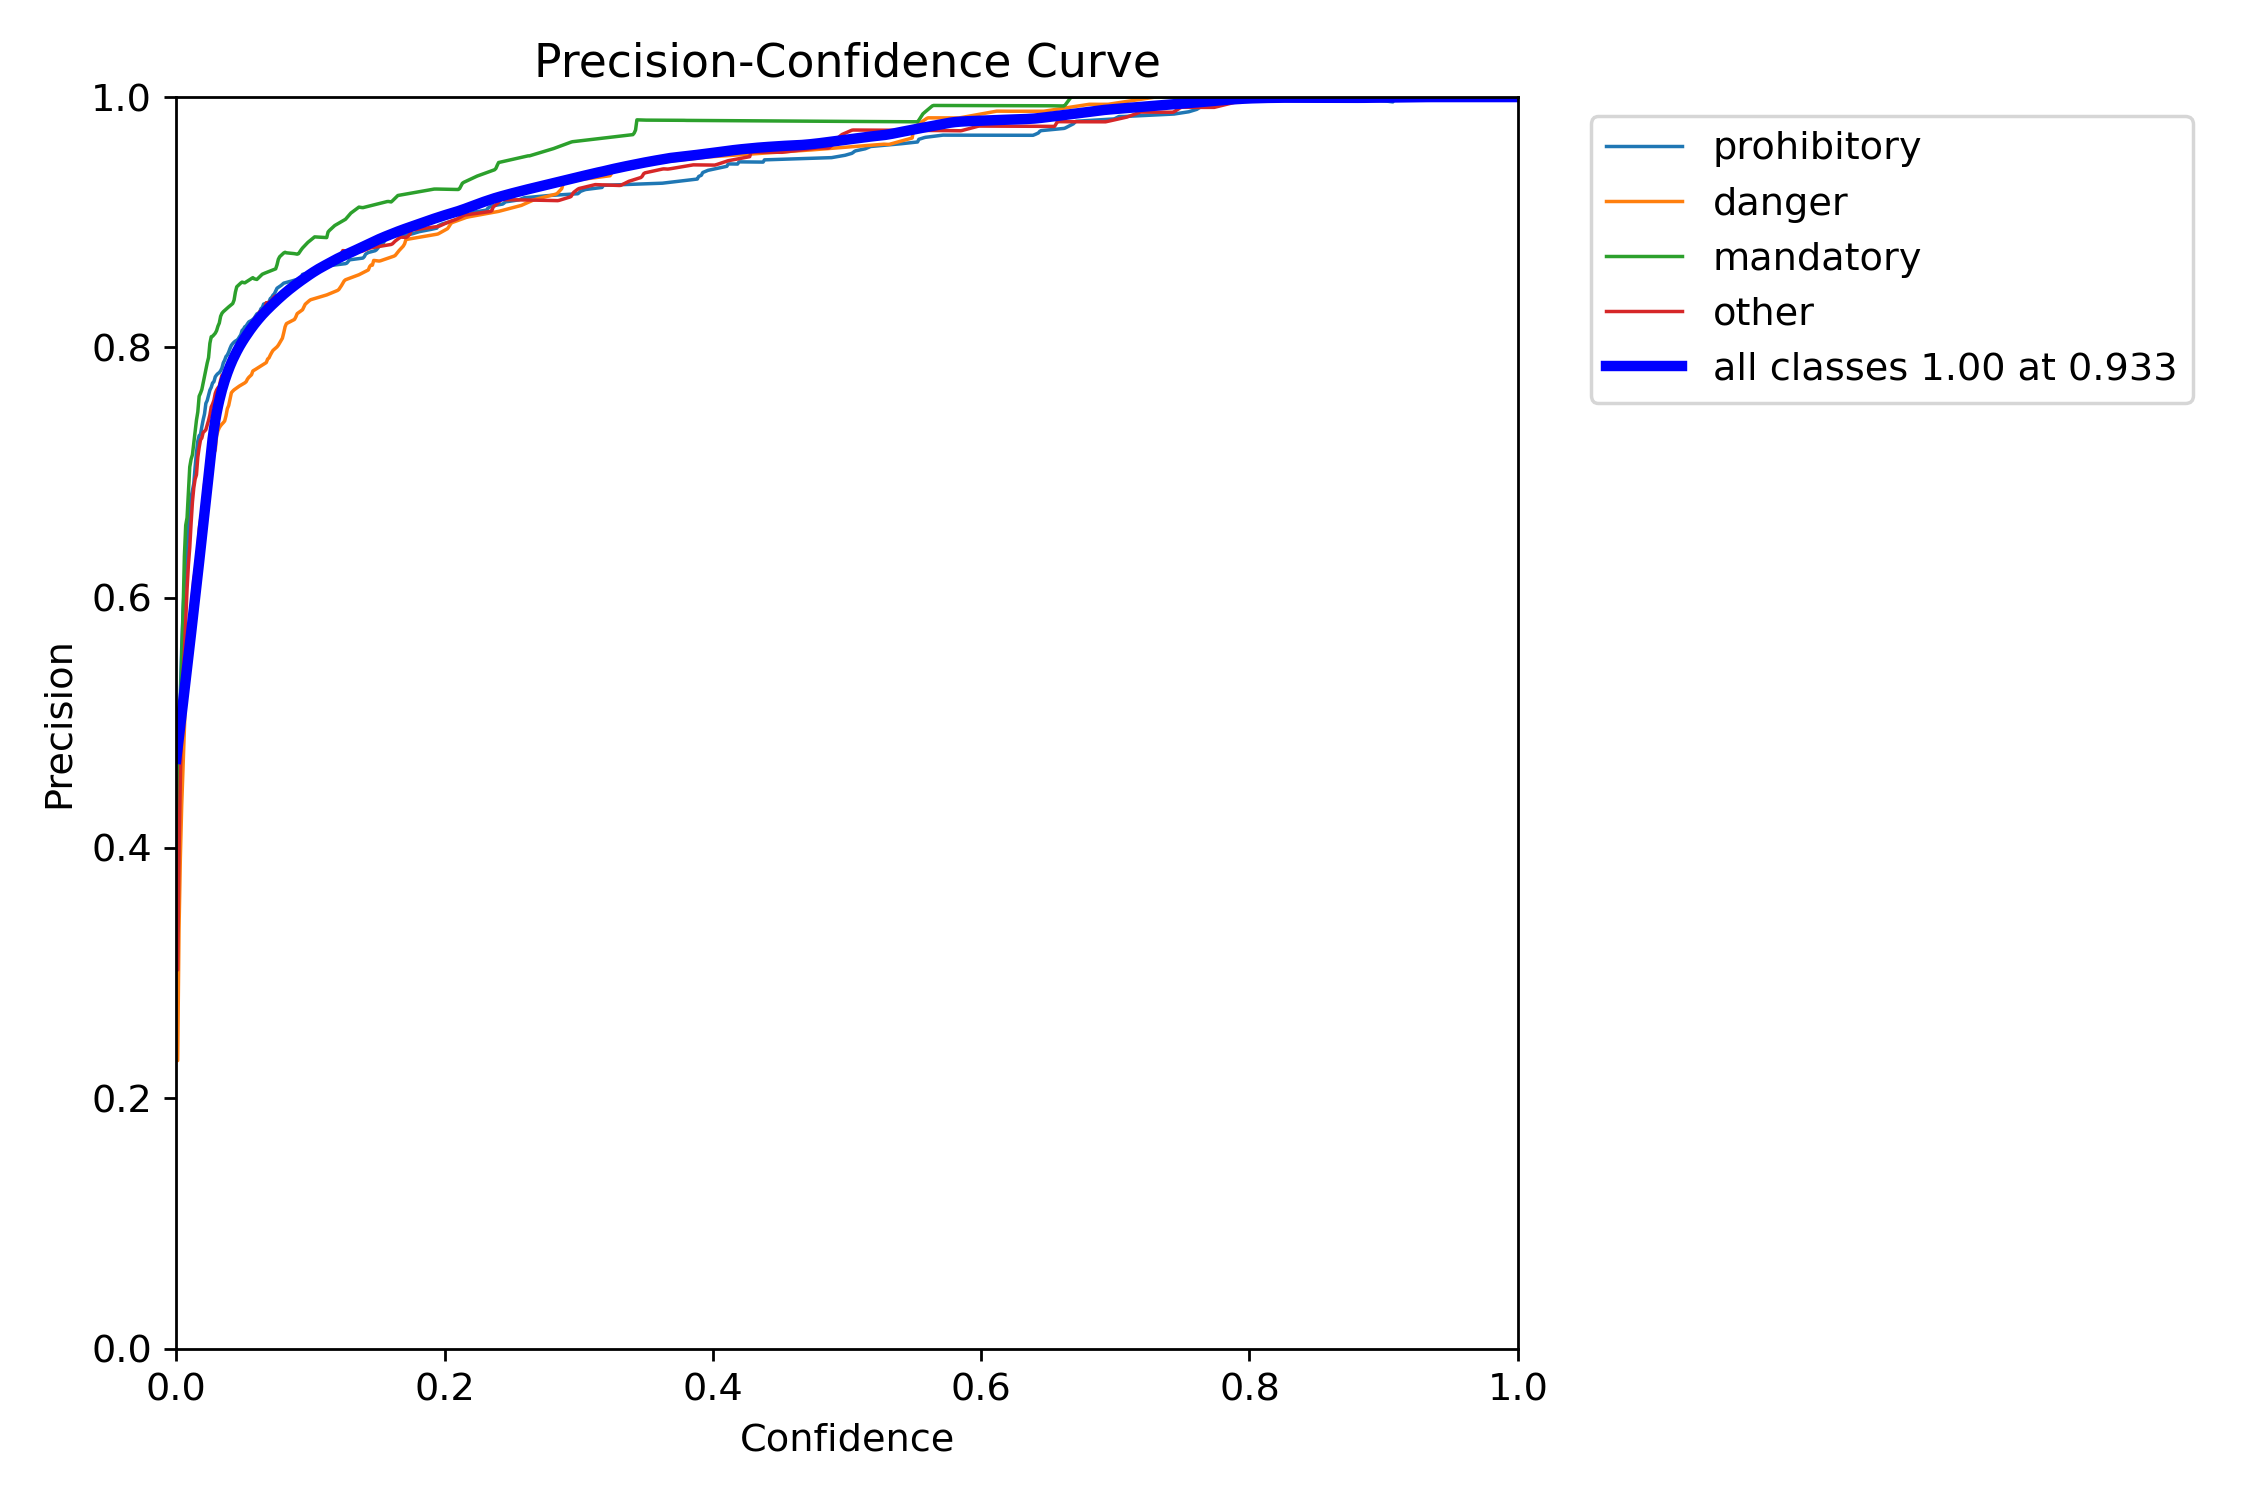 Precision-Confidence Curve
1.0
0.8
0.6
0.4
0.2
0.0
Precision
0.0 0.2 0.4 0.6 0.8 1.0
Confidence
prohibitory
danger
mandatory
other
all classes 1.00 at 0.933